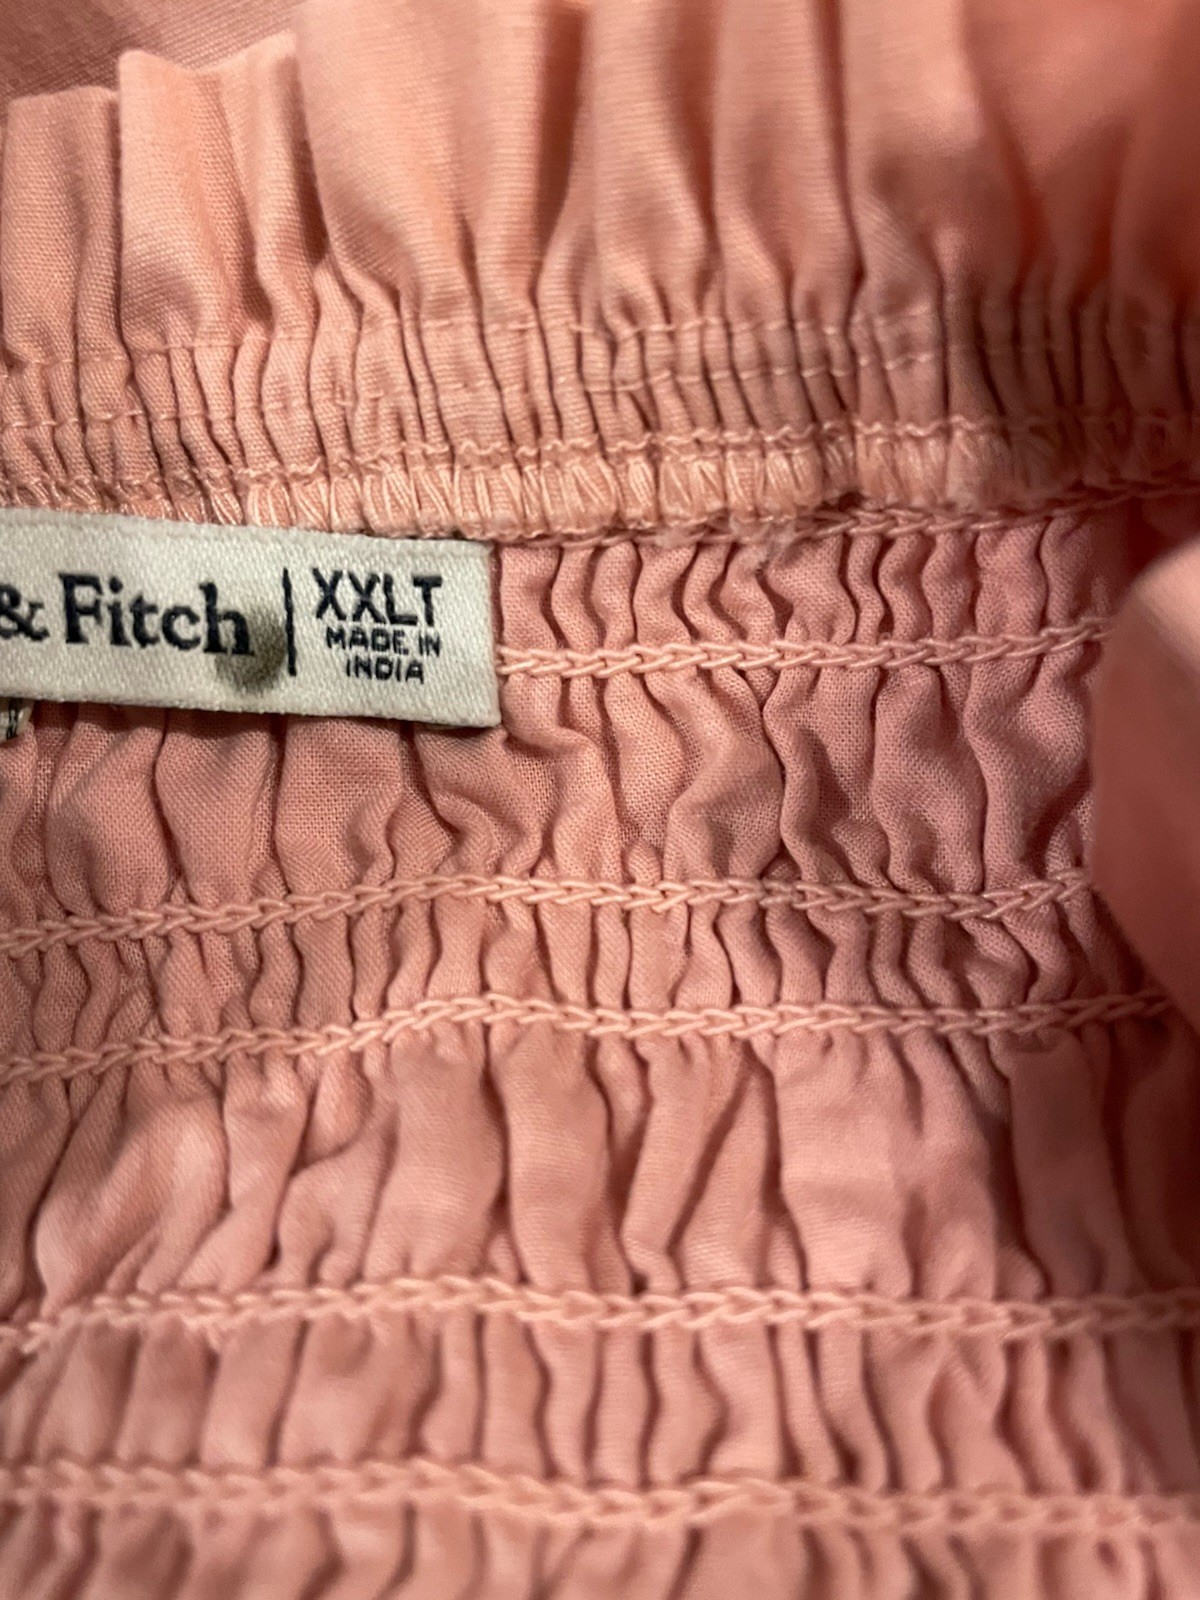 & Fitch | XXLT
MADE IN
INDIA